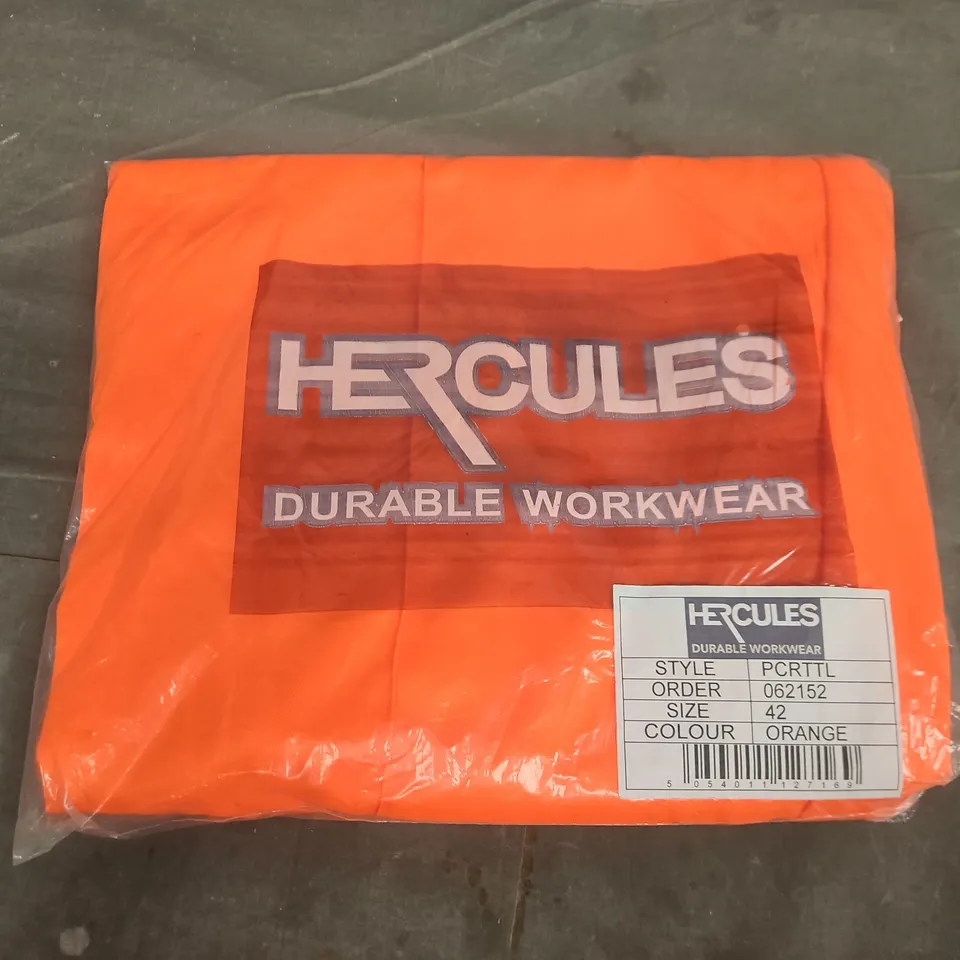 HERCULES
DURABLE WORKWEAR
HERCULES
DURABLE WORKWEAR
STYLE PCRTTL
ORDER 062152
SIZE 42
COLOUR ORANGE
5 054011 127169